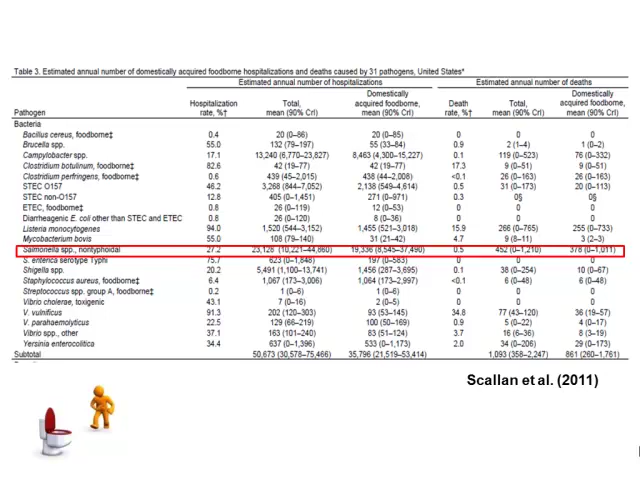 Table 3. Estimated annual number of domestically acquired foodborne hospitalizations and deaths caused by 31 pathogens, United States*
Estimated annual number of hospitalizations Estimated annual number of deaths
Pathogen Hospitalization rate, %† Total, mean (90% CrI) Domestically acquired foodborne, mean (90% CrI) Death rate, %† Total, mean (90% CrI) Domestically acquired foodborne, mean (90% CrI)
Bacteria
Bacillus cereus, foodborne‡ 0.4 20 (0–86) 20 (0–85) 0 0 0
Brucella spp. 55.0 132 (79–197) 55 (33–84) 0.9 2 (1–4) 1 (0–2)
Campylobacter spp. 17.1 13,240 (6,770–23,827) 8,463 (4,300–15,227) 0.1 119 (0–523) 76 (0–332)
Clostridium botulinum, foodborne‡ 82.6 42 (19–77) 42 (19–77) 17.3 9 (0–51) 9 (0–51)
Clostridium perfringens, foodborne‡ 0.6 439 (45–2,015) 438 (44–2,008) <0.1 26 (0–163) 26 (0–163)
STEC O157 46.2 3,268 (844–7,052) 2,138 (549–4,614) 0.5 31 (0–173) 20 (0–113)
STEC non-O157 12.8 405 (0–1,451) 271 (0–971) 0.3 0§ 0§
ETEC, foodborne‡ 0.8 26 (0–119) 12 (0–53) 0 0 0
Diarrheagenic E. coli other than STEC and ETEC 0.8 26 (0–120) 8 (0–36) 0 0 0
Listeria monocytogenes 94.0 1,520 (544–3,152) 1,455 (521–3,018) 15.9 266 (0–765) 255 (0–733)
Mycobacterium bovis 55.0 108 (79–140) 31 (21–42) 4.7 9 (8–11) 3 (2–3)
Salmonella spp., nontyphoidal 27.2 23,128 (10,221–44,860) 19,336 (8,545–37,490) 0.5 452 (0–1,210) 378 (0–1,011)
S. enterica serotype Typhi 75.7 623 (0–1,848) 197 (0–583) 0 0 0
Shigella spp. 20.2 5,491 (1,100–13,741) 1,456 (287–3,695) 0.1 38 (0–254) 10 (0–67)
Staphylococcus aureus, foodborne‡ 6.4 1,067 (173–3,006) 1,064 (173–2,997) <0.1 6 (0–48) 6 (0–48)
Streptococcus spp. group A, foodborne‡ 0.2 1 (0–6) 1 (0–6) 0 0 0
Vibrio cholerae, toxigenic 43.1 7 (0–16) 2 (0–5) 0 0 0
V. vulnificus 91.3 202 (130–303) 93 (53–145) 34.8 77 (43–120) 36 (19–57)
V. parahaemolyticus 22.5 129 (66–219) 100 (50–169) 0.9 5 (0–22) 4 (0–17)
Vibrio spp., other 37.1 163 (101–240) 83 (51–124) 3.7 16 (6–36) 8 (3–19)
Yersinia enterocolitica 34.4 637 (0–1,396) 533 (0–1,173) 2.0 34 (0–206) 29 (0–173)
Subtotal 50,673 (30,578–75,466) 35,796 (21,519–53,414) 1,093 (358–2,247) 861 (260–1,761)
Scallan et al. (2011)